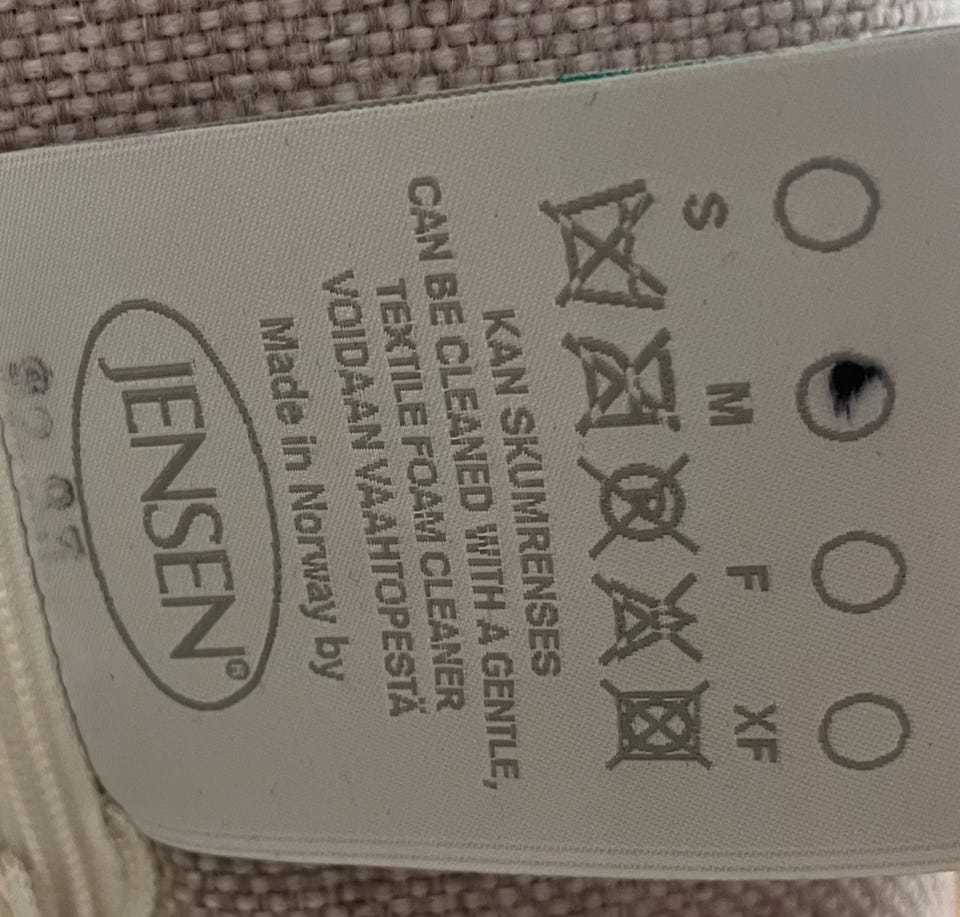 S M F XF
KAN SKUMRENSES
CAN BE CLEANED WITH A GENTLE,
TEXTILE FOAM CLEANER
VOIDAAN VAAHTOPESTÄ
Made in Norway by
JENSEN®